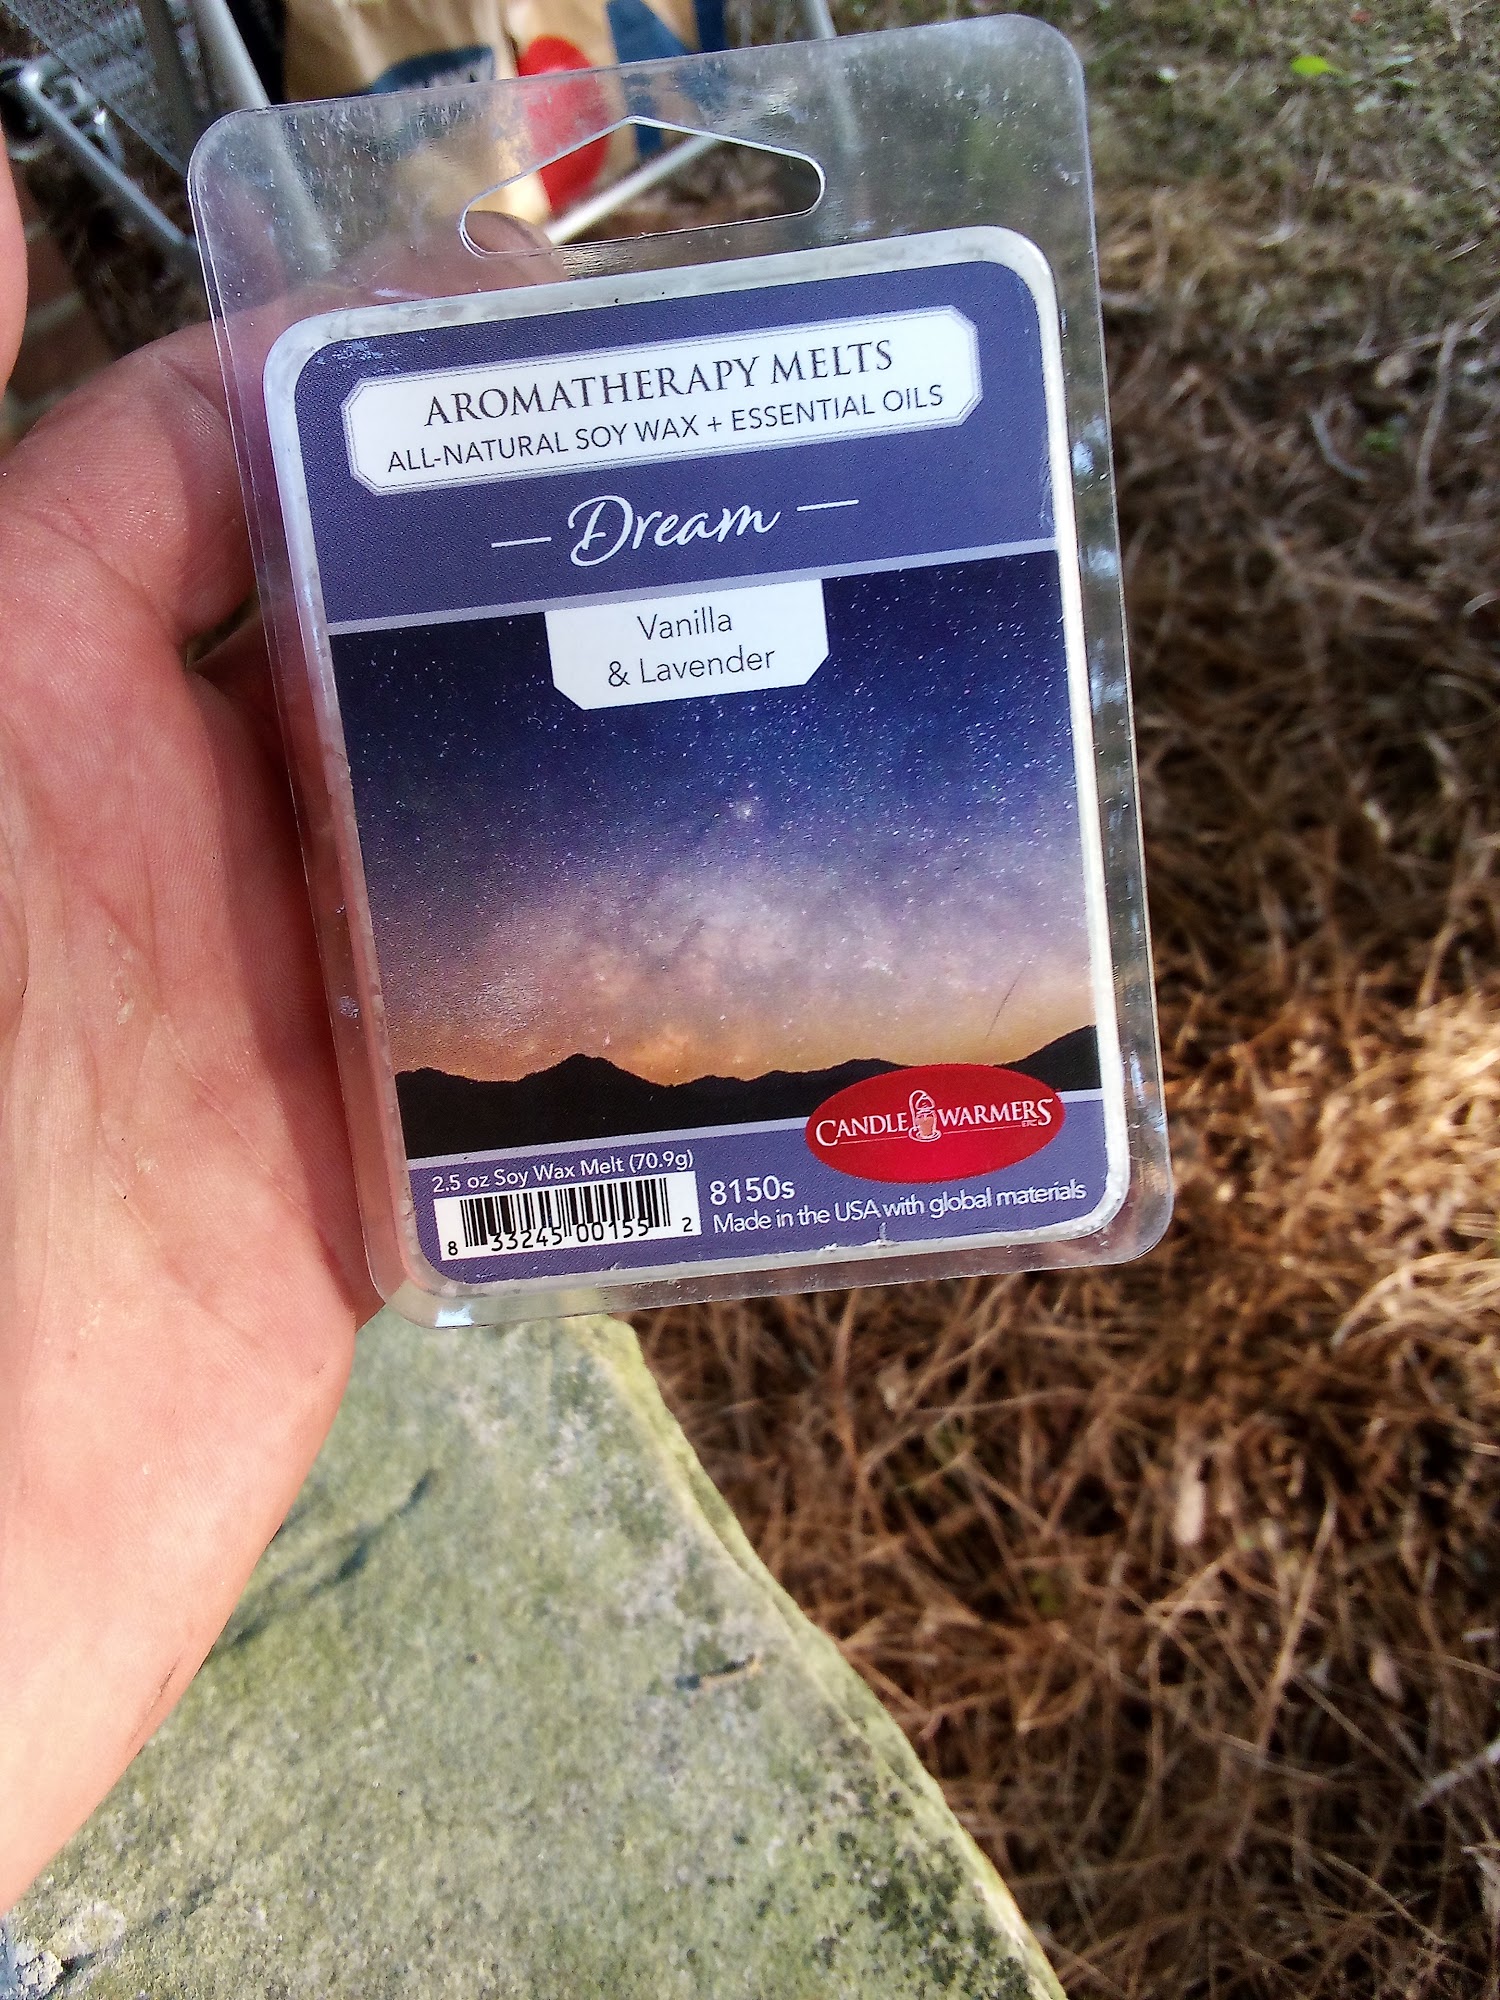 AROMATHERAPY MELTS
ALL-NATURAL SOY WAX + ESSENTIAL OILS
— Dream —
Vanilla
& Lavender
CANDLE WARMERS
ETC
2.5 oz Soy Wax Melt (70.9g)
8 33245 00155 2
8150s
Made in the USA with global materials